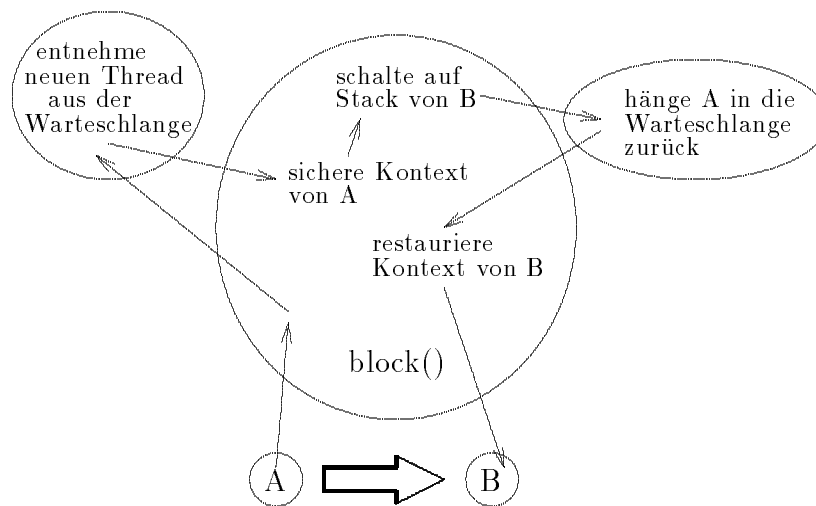 entnehme
neuen Thread
aus der
Warteschlange
schalte auf
Stack von B
hänge A in die
Warteschlange
zurück
sichere Kontext
von A
restauriere
Kontext von B
block()
A
B